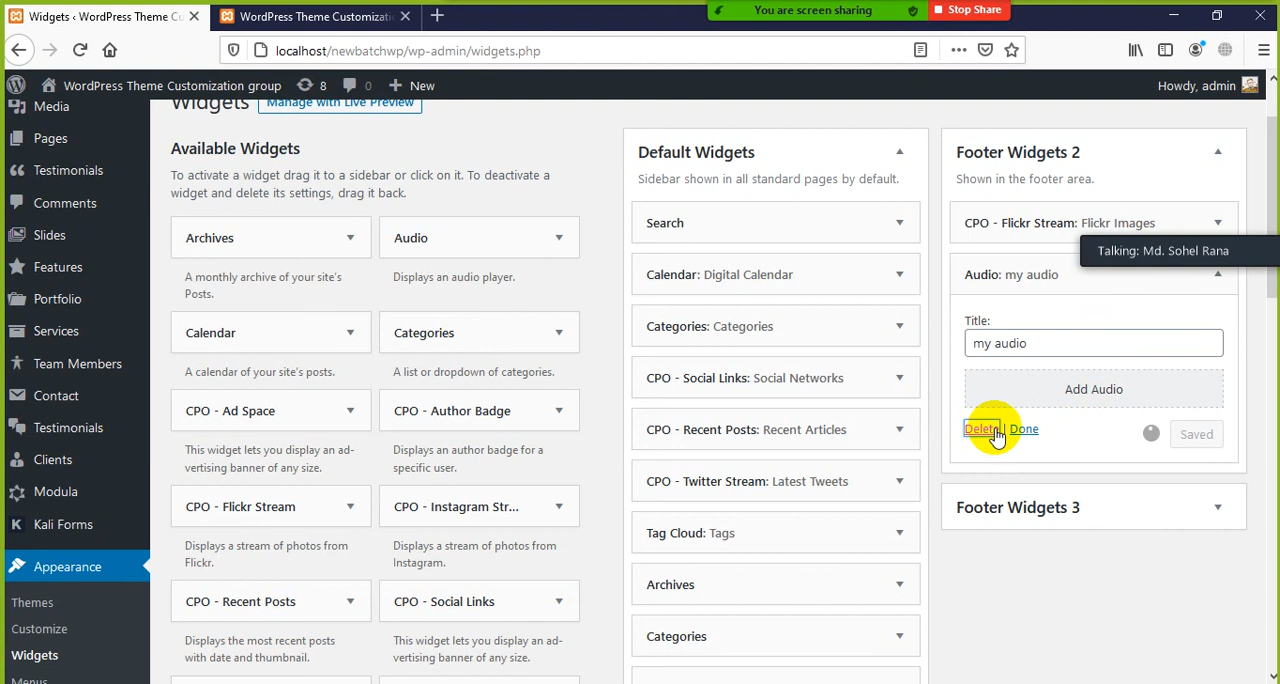 WordPress Theme C
WordPress Theme Customizati
You are screen sharing
Stop Share
localhost/newbatchwp/wp-admin/widgets.php
WordPress Theme Customization group
8
0
New
Howdy, admin
Media
Pages
Testimonials
Comments
Slides
Features
Portfolio
Services
Team Members
Contact
Testimonials
Clients
Modula
Kali Forms
Appearance
Themes
Customize
Widgets
Menus
Widgets
Manage with Live Preview
Available Widgets
To activate a widget drag it to a sidebar or click on it. To deactivate a
widget and delete its settings, drag it back.
Archives
Audio
A monthly archive of your site's
Posts.
Displays an audio player.
Calendar
Categories
A calendar of your site's posts.
A list or dropdown of categories.
CPO - Ad Space
CPO - Author Badge
This widget lets you display an ad-
vertising banner of any size.
Displays an author badge for a
specific user.
CPO - Flickr Stream
CPO - Instagram Str...
Displays a stream of photos from
Flickr.
Displays a stream of photos from
Instagram.
CPO - Recent Posts
CPO - Social Links
Displays the most recent posts
with date and thumbnail.
This widget lets you display an ad-
vertising banner of any size.
Default Widgets
Sidebar shown in all standard pages by default.
Search
Calendar: Digital Calendar
Categories: Categories
CPO - Social Links: Social Networks
CPO - Recent Posts: Recent Articles
CPO - Twitter Stream: Latest Tweets
Tag Cloud: Tags
Archives
Categories
Footer Widgets 2
Shown in the footer area.
CPO - Flickr Stream: Flickr Images
Talking: Md. Sohel Rana
Audio: my audio
Title:
my audio
Add Audio
Delete | Done
Saved
Footer Widgets 3